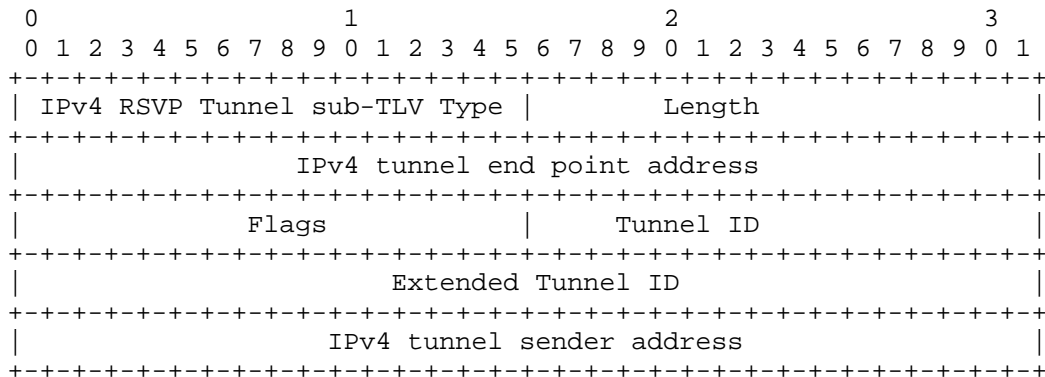 0                   1                   2                   3
 0 1 2 3 4 5 6 7 8 9 0 1 2 3 4 5 6 7 8 9 0 1 2 3 4 5 6 7 8 9 0 1
+-+-+-+-+-+-+-+-+-+-+-+-+-+-+-+-+-+-+-+-+-+-+-+-+-+-+-+-+-+-+-+-+
| IPv4 RSVP Tunnel sub-TLV Type |        Length                 |
+-+-+-+-+-+-+-+-+-+-+-+-+-+-+-+-+-+-+-+-+-+-+-+-+-+-+-+-+-+-+-+-+
|                 IPv4 tunnel end point address                 |
+-+-+-+-+-+-+-+-+-+-+-+-+-+-+-+-+-+-+-+-+-+-+-+-+-+-+-+-+-+-+-+-+
|              Flags            |     Tunnel ID                 |
+-+-+-+-+-+-+-+-+-+-+-+-+-+-+-+-+-+-+-+-+-+-+-+-+-+-+-+-+-+-+-+-+
|                       Extended Tunnel ID                      |
+-+-+-+-+-+-+-+-+-+-+-+-+-+-+-+-+-+-+-+-+-+-+-+-+-+-+-+-+-+-+-+-+
|                   IPv4 tunnel sender address                  |
+-+-+-+-+-+-+-+-+-+-+-+-+-+-+-+-+-+-+-+-+-+-+-+-+-+-+-+-+-+-+-+-+